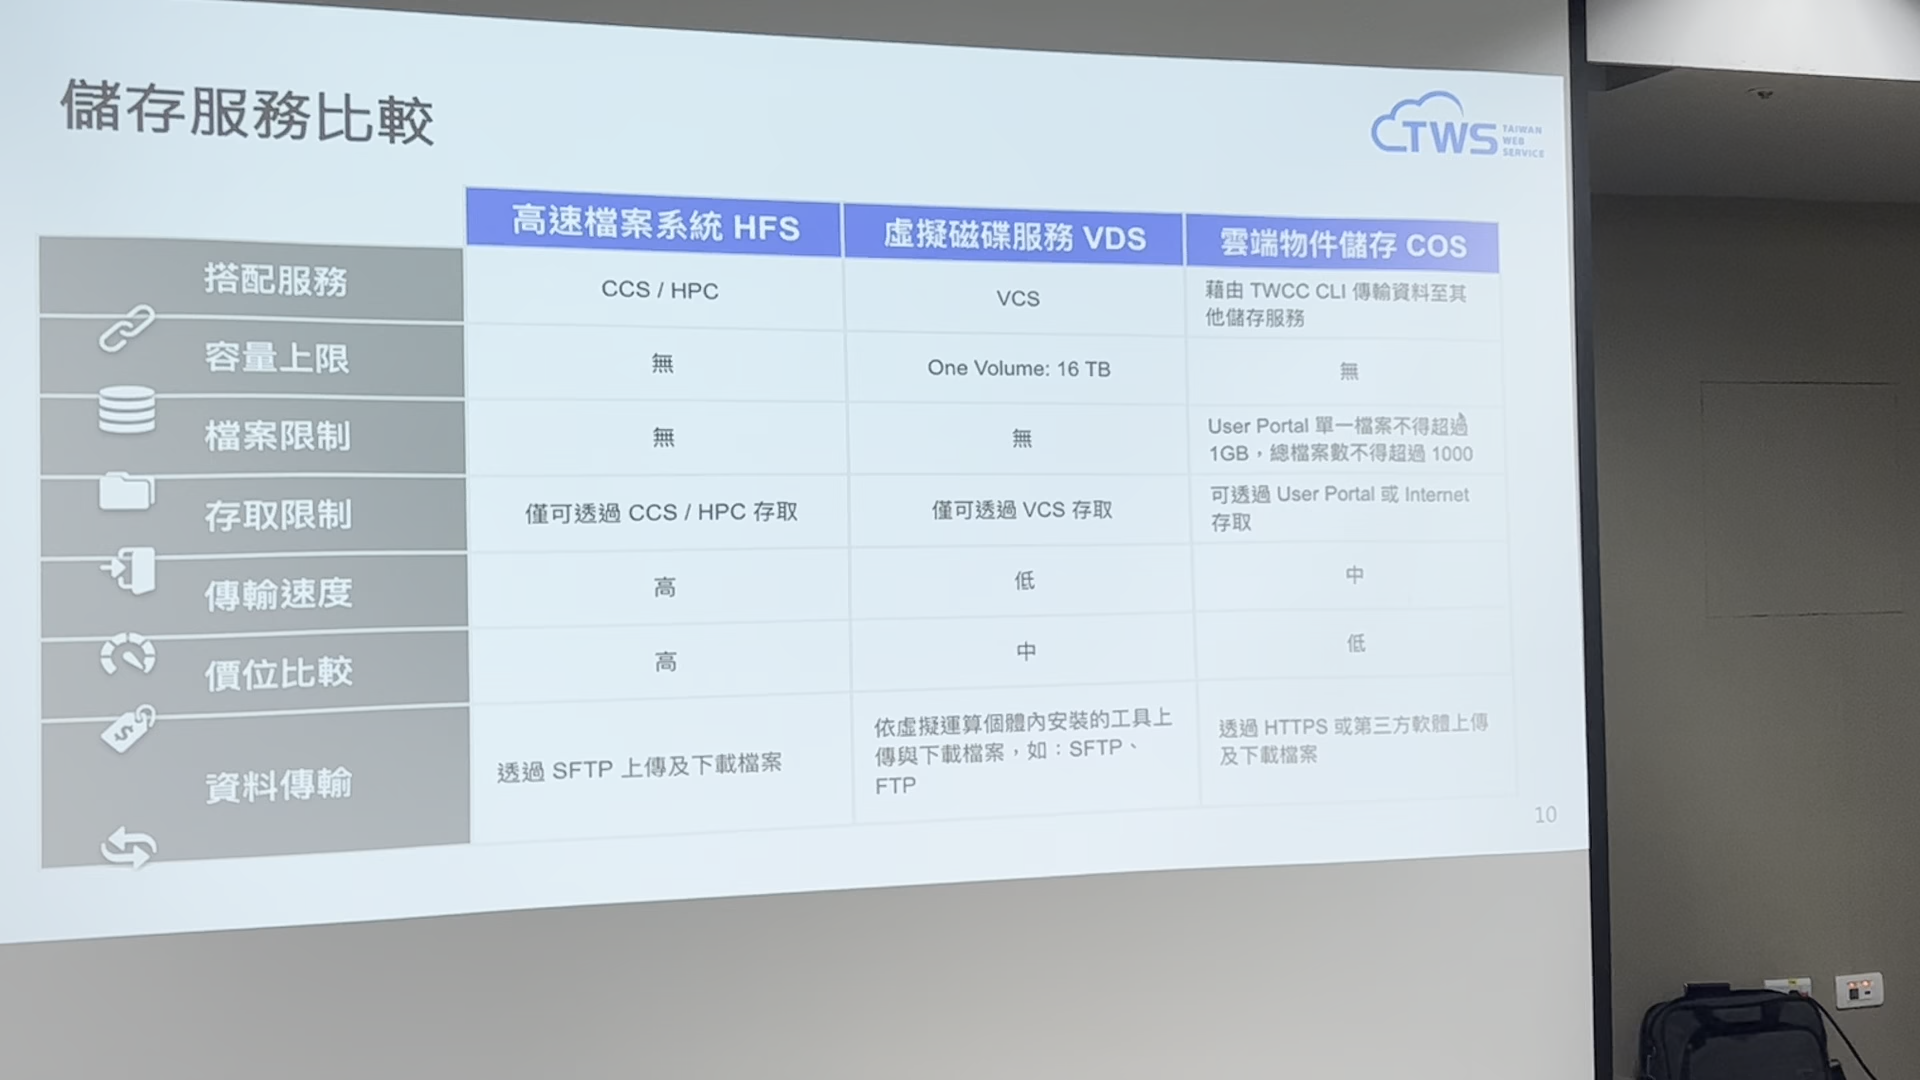 儲存服務比較
TWS TAIWAN
WEB
SERVICE
高速檔案系統 HFS
虛擬磁碟服務 VDS
雲端物件儲存 COS
搭配服務
CCS / HPC
VCS
藉由 TWCC CLI 傳輸資料至其
他儲存服務
容量上限
無
One Volume: 16 TB
無
檔案限制
無
無
User Portal 單一檔案不得超過
1GB，總檔案數不得超過 1000
存取限制
僅可透過 CCS / HPC 存取
僅可透過 VCS 存取
可透過 User Portal 或 Internet
存取
傳輸速度
高
低
中
價位比較
高
中
低
資料傳輸
透過 SFTP 上傳及下載檔案
依虛擬運算個體內安裝的工具上
傳與下載檔案，如：SFTP、
FTP
透過 HTTPS 或第三方軟體上傳
及下載檔案
10